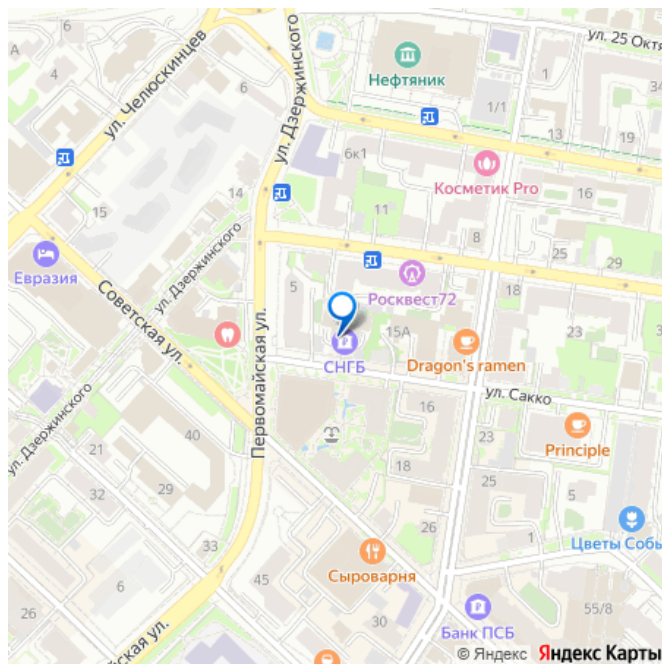 6
4
А
ул. Челюскинцев
ул. Дзержинского
ул. 25 Октя
Нефтяник
1
34
1/1
13
19
6к1
Косметик Pro
16
14
11
15
8
25
29
Евразия
ул. Дзержинского
Росквест72
5
18
15А
23
Советская ул.
Первомайская ул.
СНГБ
Dragon's ramen
ул. Сакко
16
23
Principle
ул. Дзержинского
21
40
18
25
5
32
29
26
Цветы Собы
33
Сыроварня
6
45
26
55/8
Банк ПСБ
йская ул.
© Яндекс Яндекс Карты